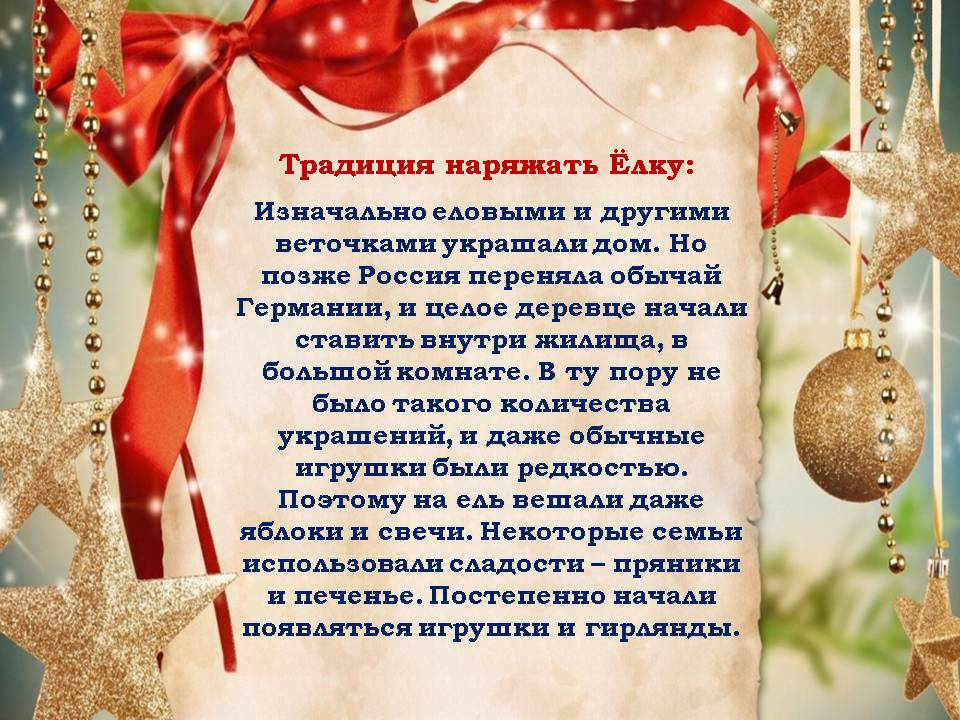 Традиция наряжать Ёлку:
Изначально еловыми и другими
веточками украшали дом. Но
позже Россия переняла обычай
Германии, и целое деревце начали
ставить внутри жилища, в
большой комнате. В ту пору не
было такого количества
украшений, и даже обычные
игрушки были редкостью.
Поэтому на ель вешали даже
яблоки и свечи. Некоторые семьи
использовали сладости – пряники
и печенье. Постепенно начали
появляться игрушки и гирлянды.